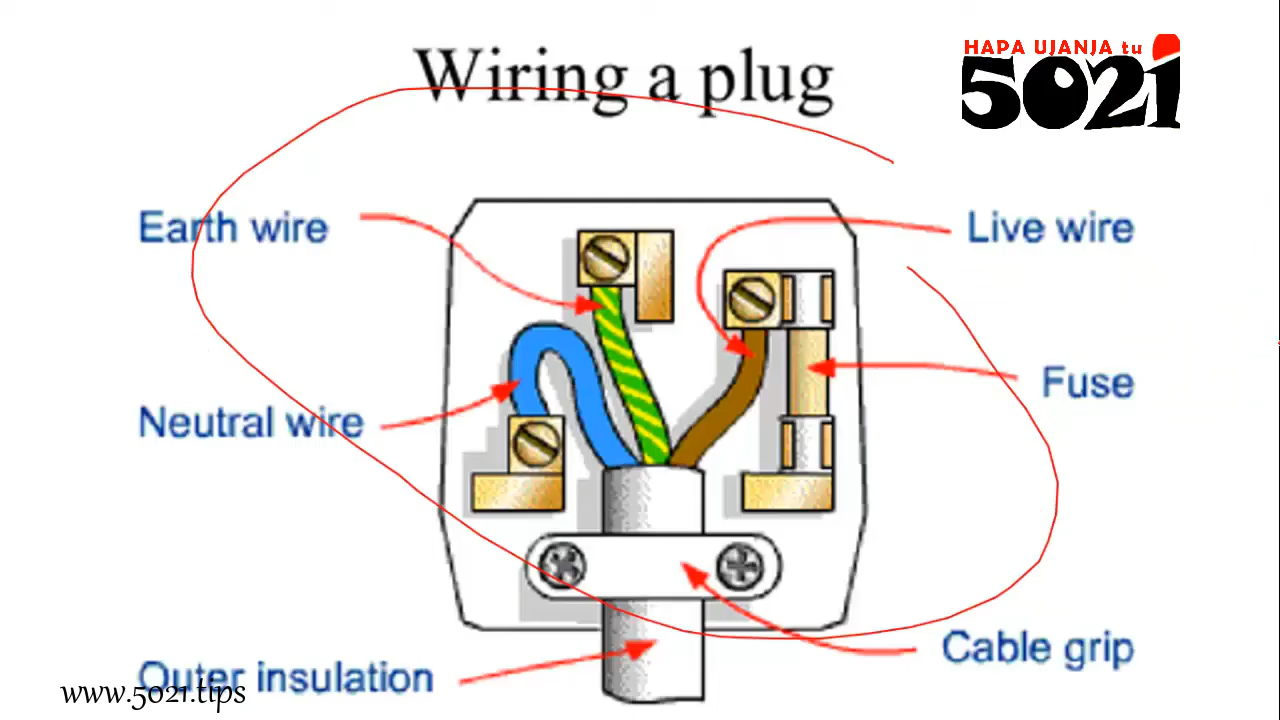 Wiring a plug
HAPA UJANJA tu
5021
Earth wire
Live wire
Fuse
Neutral wire
Cable grip
Outer insulation
www.5021.tips